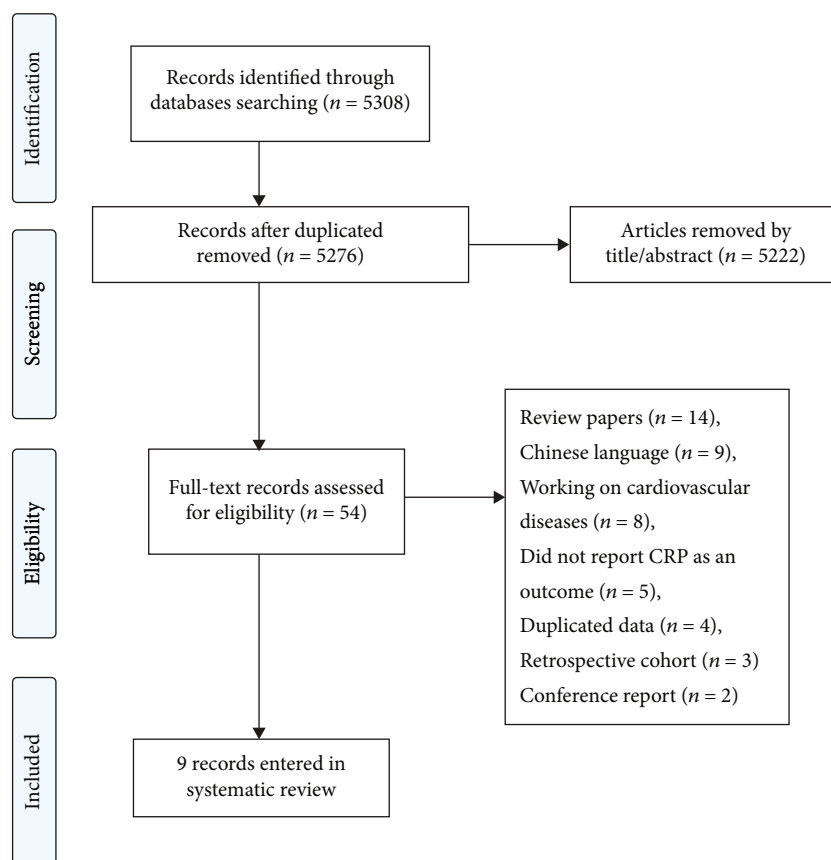 Identification
Records identified through
databases searching (n = 5308)
Records after duplicated
removed (n = 5276)
Articles removed by
title/abstract (n = 5222)
Screening
Full-text records assessed
for eligibility (n = 54)
Review papers (n = 14),
Chinese language (n = 9),
Working on cardiovascular
diseases (n = 8),
Did not report CRP as an
outcome (n = 5),
Duplicated data (n = 4),
Retrospective cohort (n = 3)
Conference report (n = 2)
Eligibility
9 records entered in
systematic review
Included